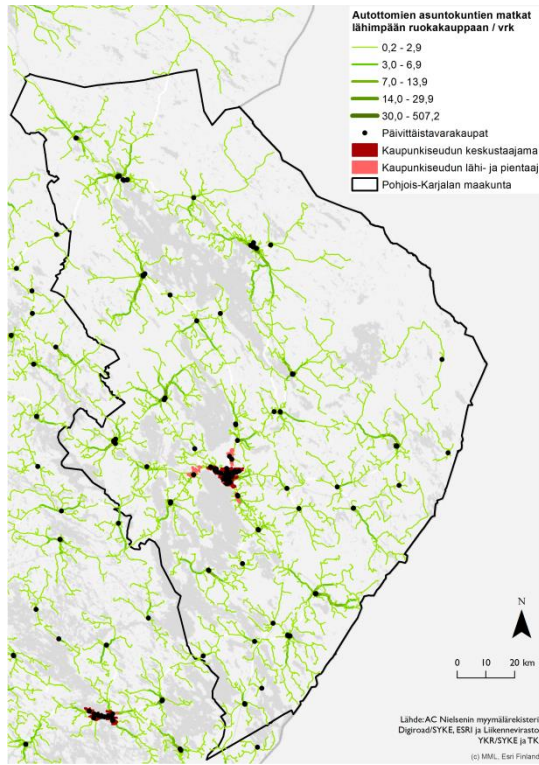 Autottomien asuntokuntien matkat
lähimpään ruokakauppaan / vrk
0,2 - 2,9
3,0 - 6,9
7,0 - 13,9
14,0 - 29,9
30,0 - 507,2
Päivittäistavarakaupat
Kaupunkiseudun keskustaajama
Kaupunkiseudun lähi- ja pientaaj
Pohjois-Karjalan maakunta
N
0 10 20 km
Lähde: AC Nielsenin myymälärekisteri
Digiroad/SYKE, ESRI ja Liikennevirasto
YKR/SYKE ja TK
(c) MML, Esri Finland